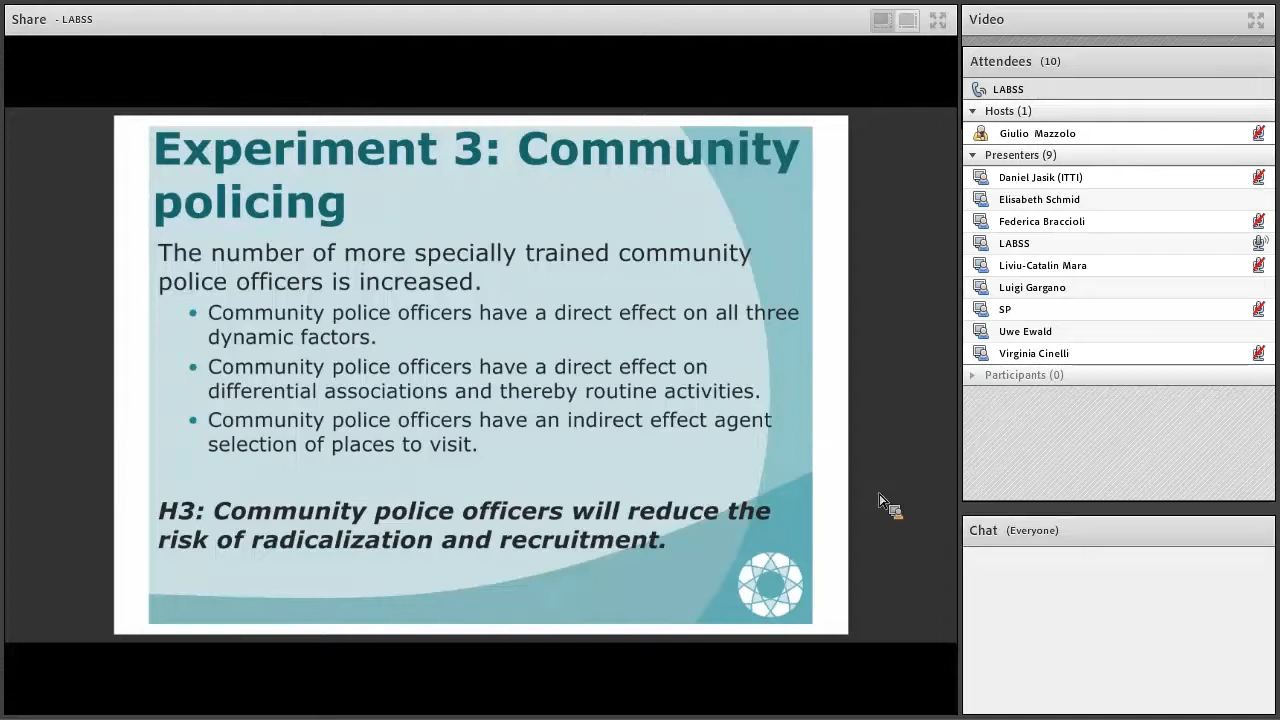 Share - LABSS
Experiment 3: Community
policing
The number of more specially trained community
police officers is increased.
• Community police officers have a direct effect on all three
dynamic factors.
• Community police officers have a direct effect on
differential associations and thereby routine activities.
• Community police officers have an indirect effect agent
selection of places to visit.
H3: Community police officers will reduce the
risk of radicalization and recruitment.
Video
Attendees (10)
LABSS
Hosts (1)
Giulio Mazzolo
Presenters (9)
Daniel Jasik (ITTI)
Elisabeth Schmid
Federica Braccioli
LABSS
Liviu-Catalin Mara
Luigi Gargano
SP
Uwe Ewald
Virginia Cinelli
Participants (0)
Chat (Everyone)